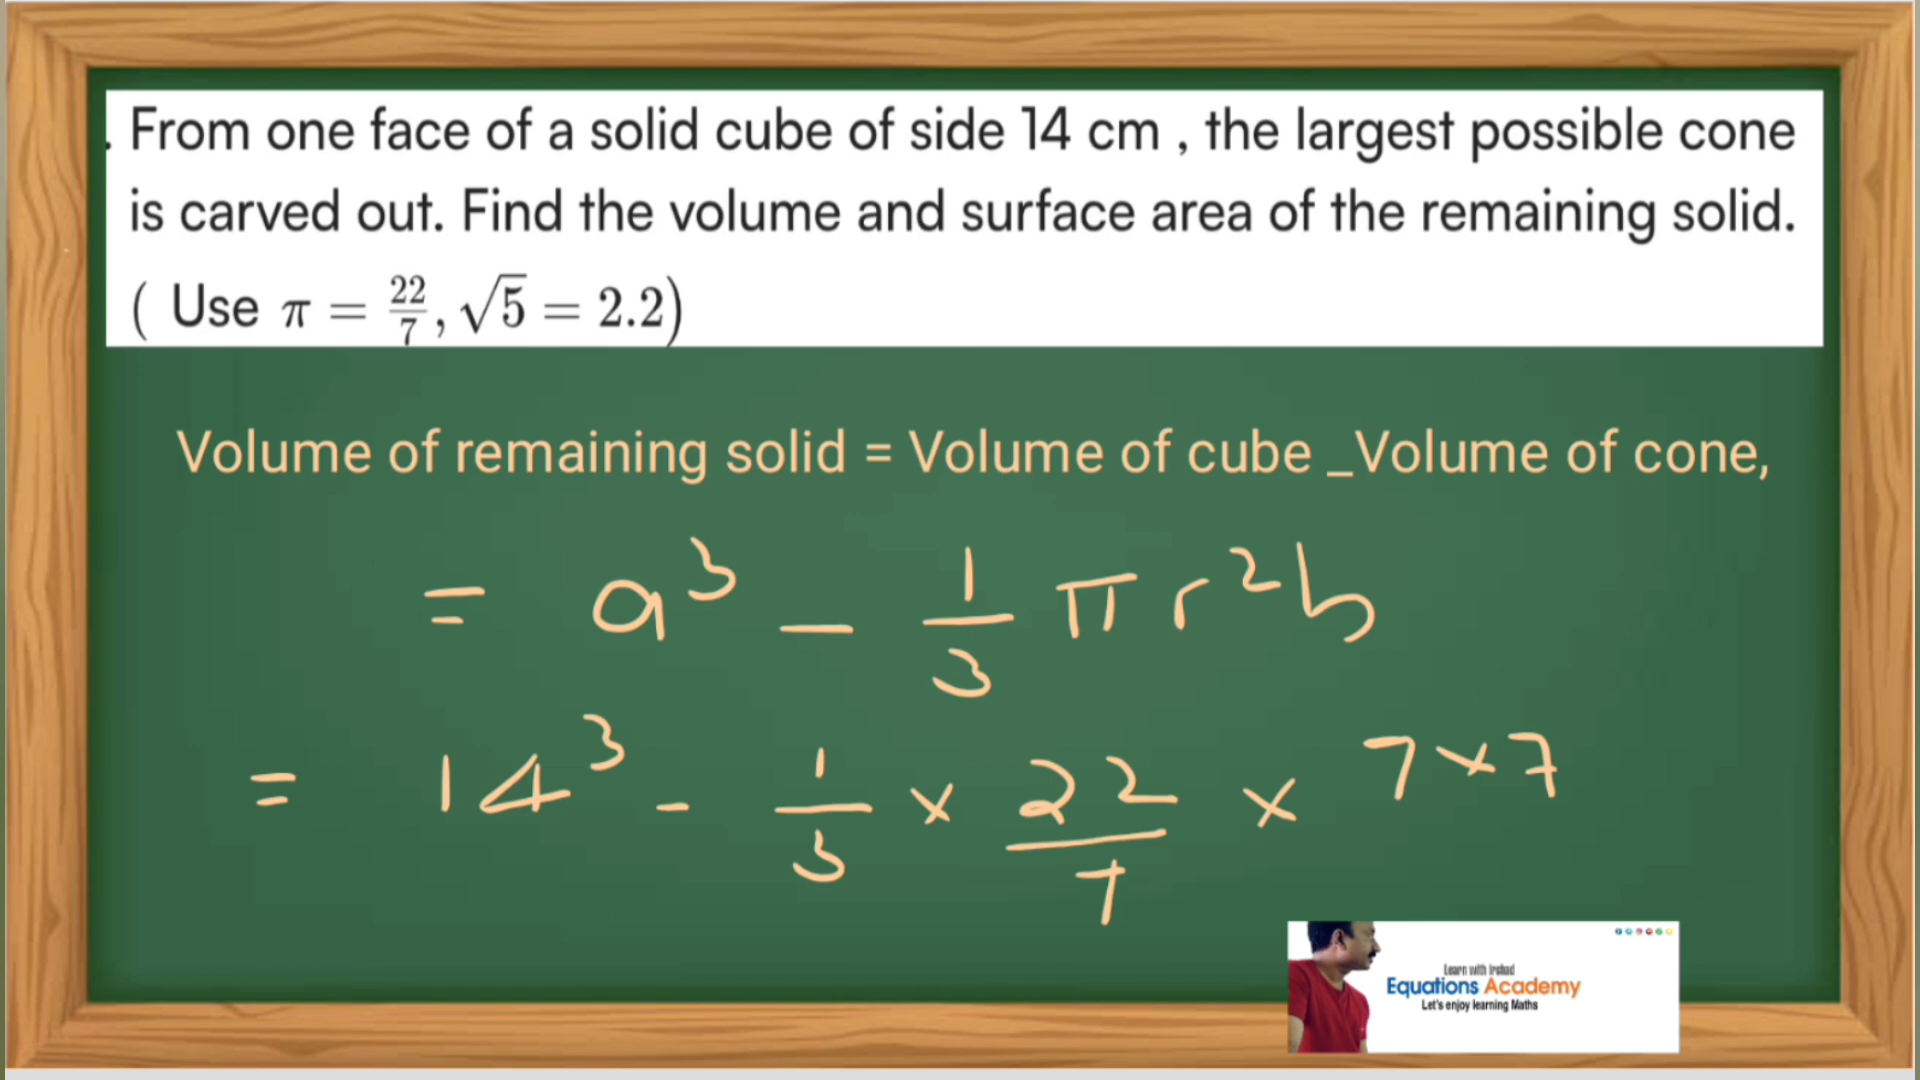 . From one face of a solid cube of side 14 cm , the largest possible cone
is carved out. Find the volume and surface area of the remaining solid.
( Use π = 22/7, √5 = 2.2)
Volume of remaining solid = Volume of cube _Volume of cone,
= a³ - 1/3 π r² h
= 14³ - 1/3 × 22/7 × 7×7
Learn with Irshad
Equations Academy
Let's enjoy learning Maths